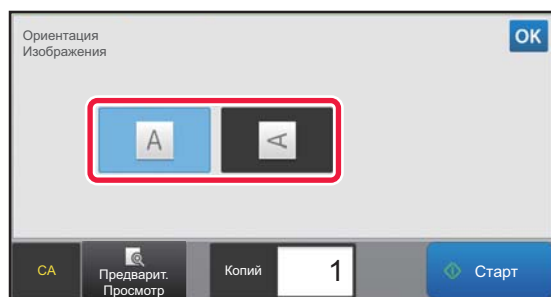 Ориентация
Изображения
OK
A
A
CA
Предварит.
Просмотр
Копий
1
Старт